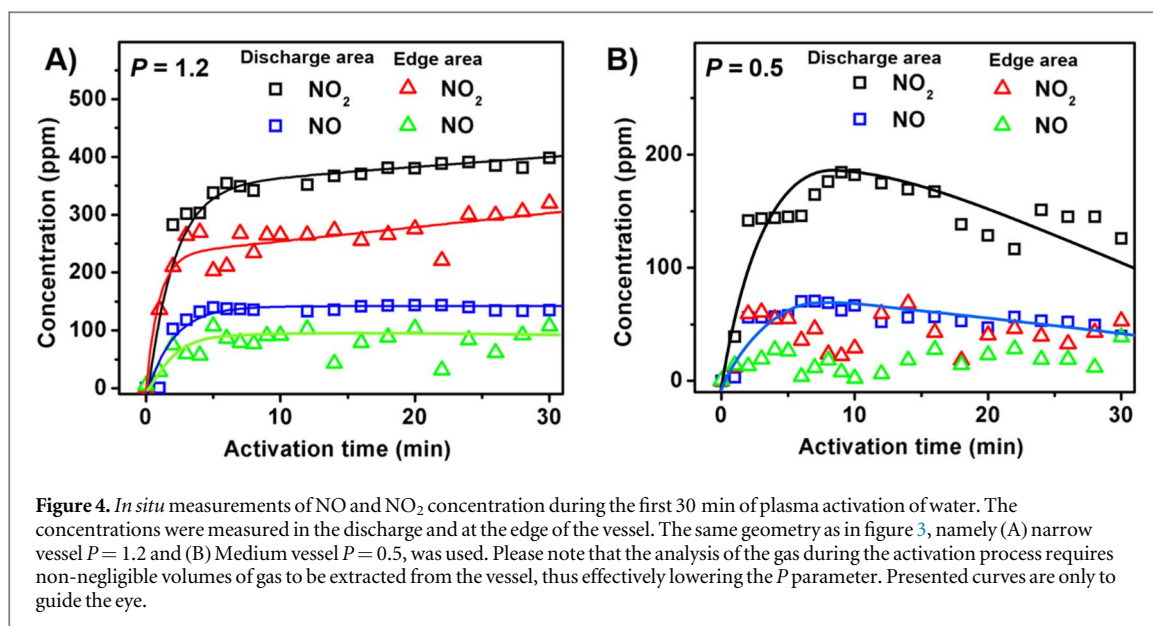 A)
P = 1.2
Discharge area
Edge area
NO2
NO2
NO
NO
500
400
300
200
100
0
Concentration (ppm)
0
10
20
30
Activation time (min)
B)
P = 0.5
Discharge area
Edge area
NO2
NO2
NO
NO
200
100
0
Concentration (ppm)
0
10
20
30
Activation time (min)
Figure 4. In situ measurements of NO and NO2 concentration during the first 30 min of plasma activation of water. The
concentrations were measured in the discharge and at the edge of the vessel. The same geometry as in figure 3, namely (A) narrow
vessel P = 1.2 and (B) Medium vessel P = 0.5, was used. Please note that the analysis of the gas during the activation process requires
non-negligible volumes of gas to be extracted from the vessel, thus effectively lowering the P parameter. Presented curves are only to
guide the eye.